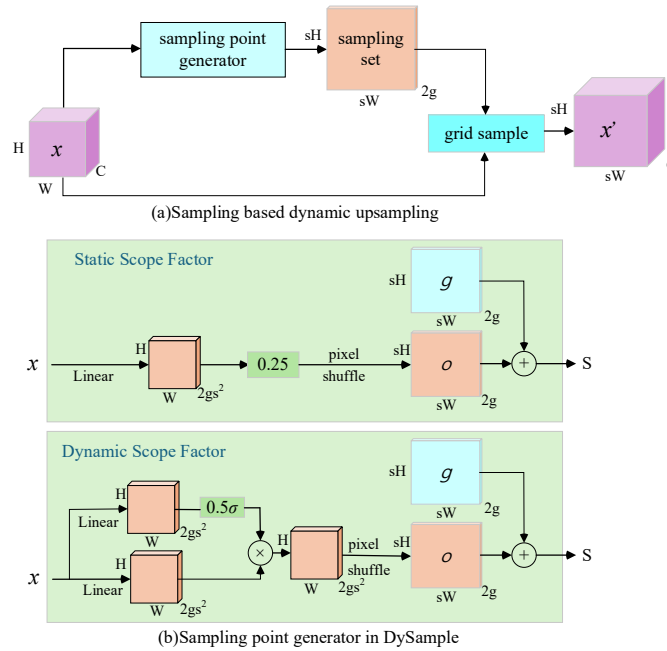 sampling point
generator
sH
sampling
set
sW
2g
H
x
W
C
grid sample
sH
x’
sW
(a)Sampling based dynamic upsampling
Static Scope Factor
sH
g
sW
2g
x
Linear
H
W
2gs²
0.25
pixel
shuffle
sH
o
sW
2g
+
S
Dynamic Scope Factor
sH
g
sW
2g
x
Linear
H
W
2gs²
0.5σ
Linear
H
W
2gs²
×
H
W
2gs²
pixel
shuffle
sH
o
sW
2g
+
S
(b)Sampling point generator in DySample